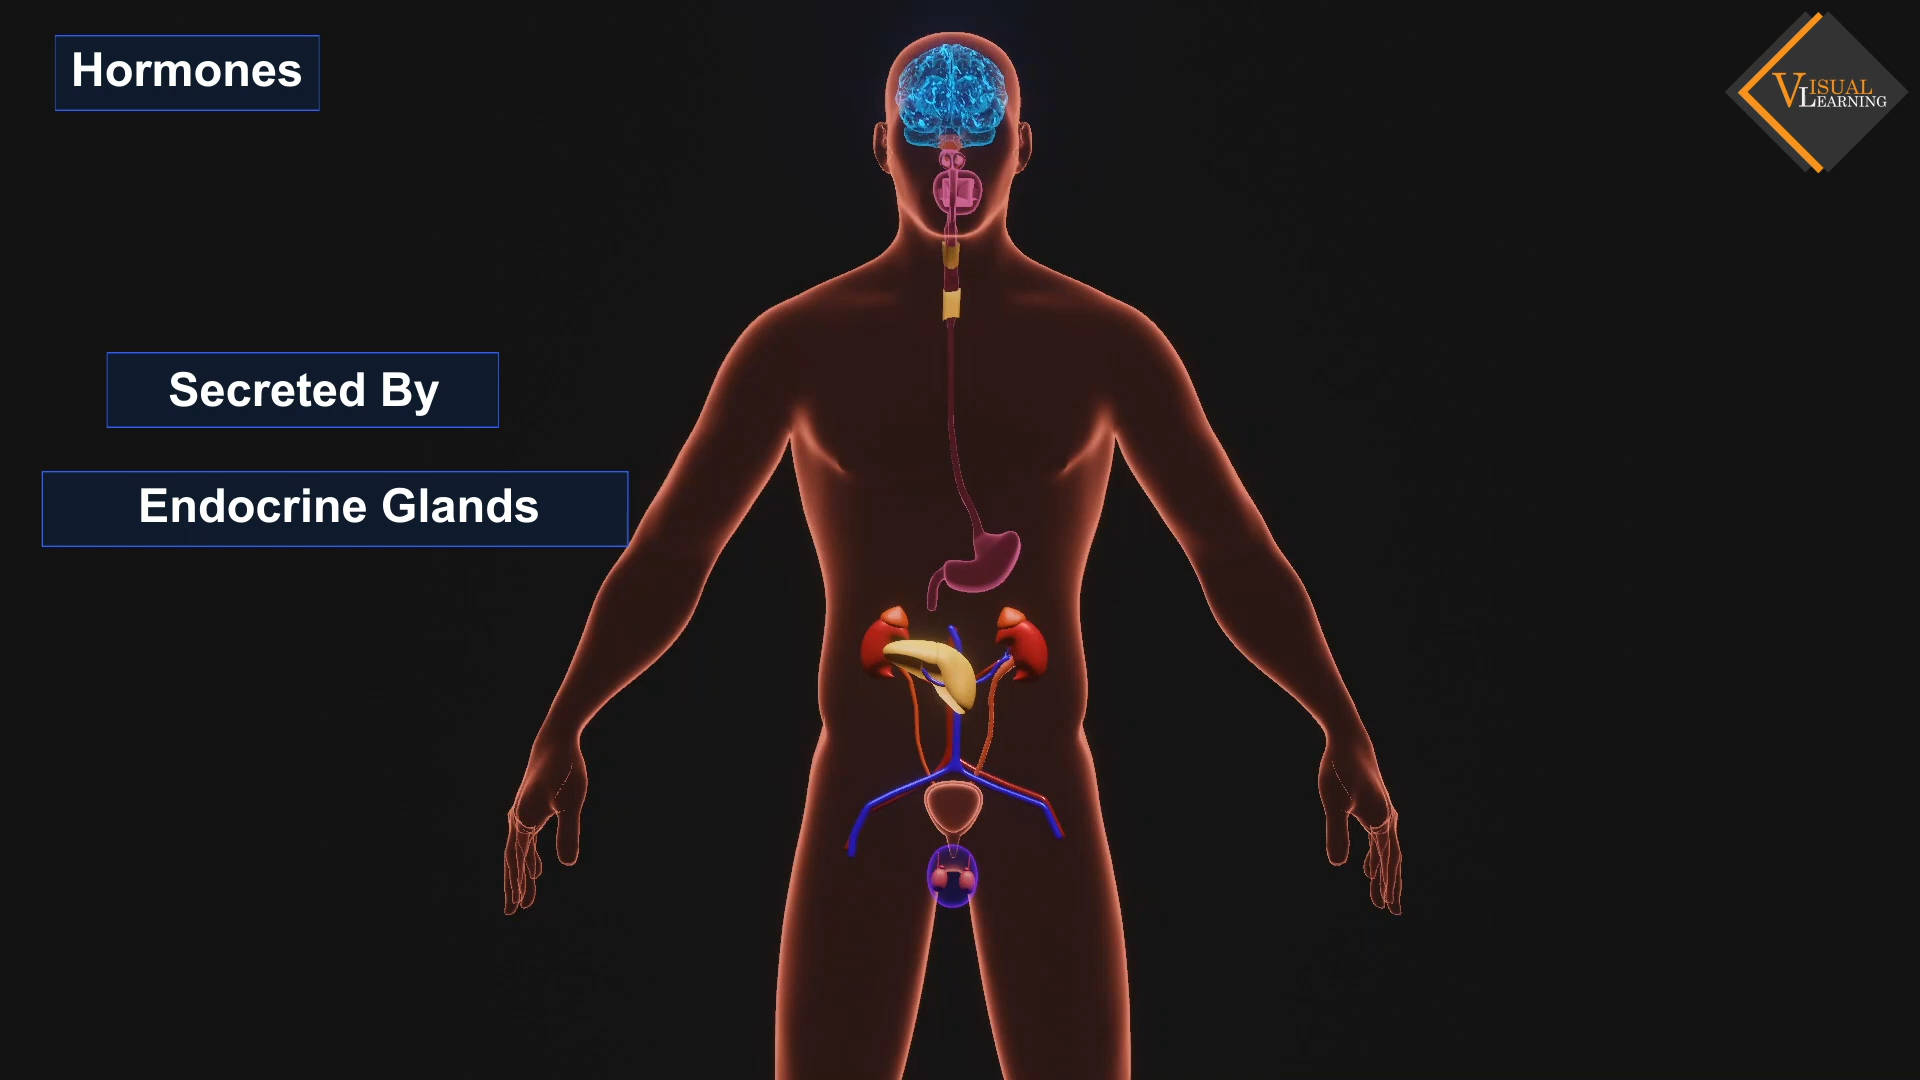 Hormones
VISUAL
LEARNING
Secreted By
Endocrine Glands